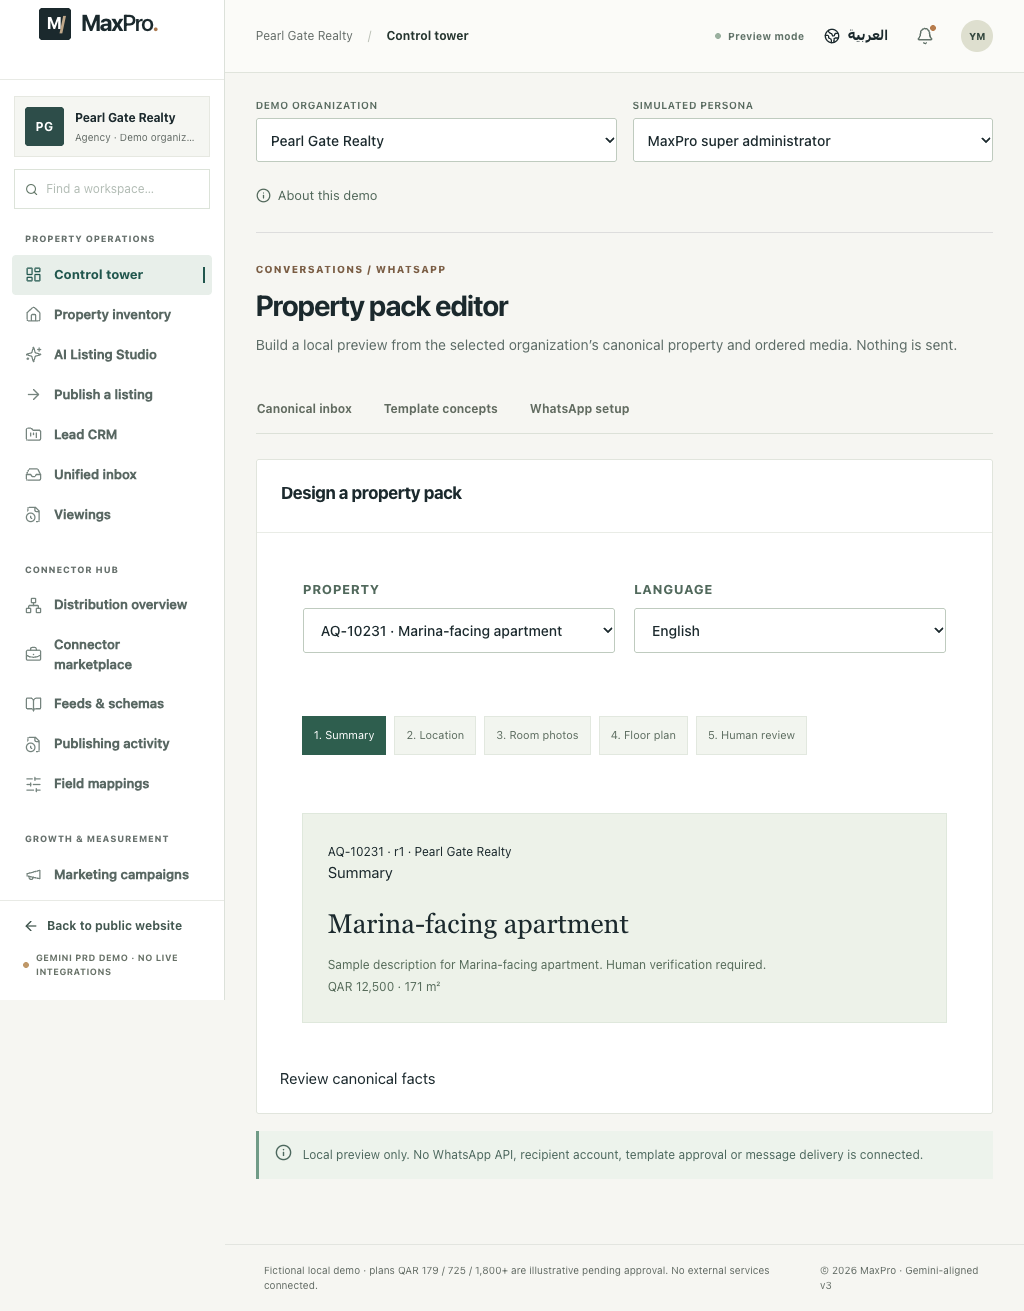 M/ MaxPro.
Pearl Gate Realty / Control tower
Preview mode
العربية
YM
PG
Pearl Gate Realty
Agency · Demo organiz...
Find a workspace...
PROPERTY OPERATIONS
Control tower
Property inventory
AI Listing Studio
Publish a listing
Lead CRM
Unified inbox
Viewings
CONNECTOR HUB
Distribution overview
Connector
marketplace
Feeds & schemas
Publishing activity
Field mappings
GROWTH & MEASUREMENT
Marketing campaigns
Back to public website
GEMINI PRD DEMO · NO LIVE
INTEGRATIONS
DEMO ORGANIZATION
Pearl Gate Realty
SIMULATED PERSONA
MaxPro super administrator
About this demo
CONVERSATIONS / WHATSAPP
Property pack editor
Build a local preview from the selected organization's canonical property and ordered media. Nothing is sent.
Canonical inbox
Template concepts
WhatsApp setup
Design a property pack
PROPERTY
AQ-10231 · Marina-facing apartment
LANGUAGE
English
1. Summary
2. Location
3. Room photos
4. Floor plan
5. Human review
AQ-10231 · r1 · Pearl Gate Realty
Summary
Marina-facing apartment
Sample description for Marina-facing apartment. Human verification required.
QAR 12,500 · 171 m²
Review canonical facts
Local preview only. No WhatsApp API, recipient account, template approval or message delivery is connected.
Fictional local demo · plans QAR 179 / 725 / 1,800+ are illustrative pending approval. No external services
connected.
© 2026 MaxPro · Gemini-aligned
v3